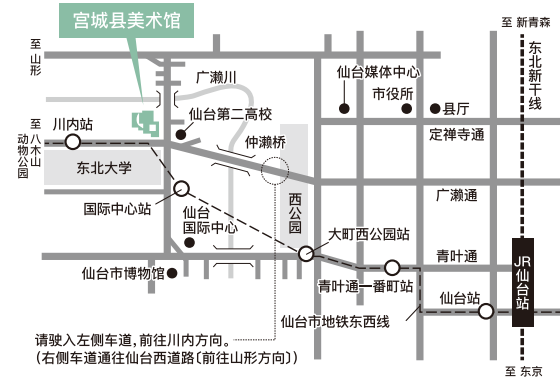 宫城县美术馆
至 新青森
至 山形
东北新干线
广濑川
仙台媒体中心
市役所
县厅
仙台第二高校
川内站
至 八木山动物公园
仲濑桥
定禅寺通
东北大学
西公园
广濑通
国际中心站
仙台
国际中心
大町西公园站
青叶通
JR仙台站
仙台市博物馆
青叶通一番町站
仙台站
仙台市地铁东西线
请驶入左侧车道,前往川内方向。
(右侧车道通往仙台西道路〔前往山形方向〕)
至 东京